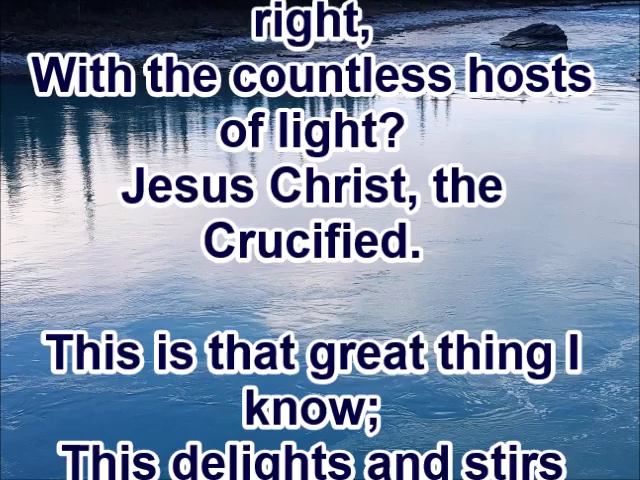 right,
With the countless hosts
of light?
Jesus Christ, the
Crucified.
This is that great thing I
know;
This delights and stirs